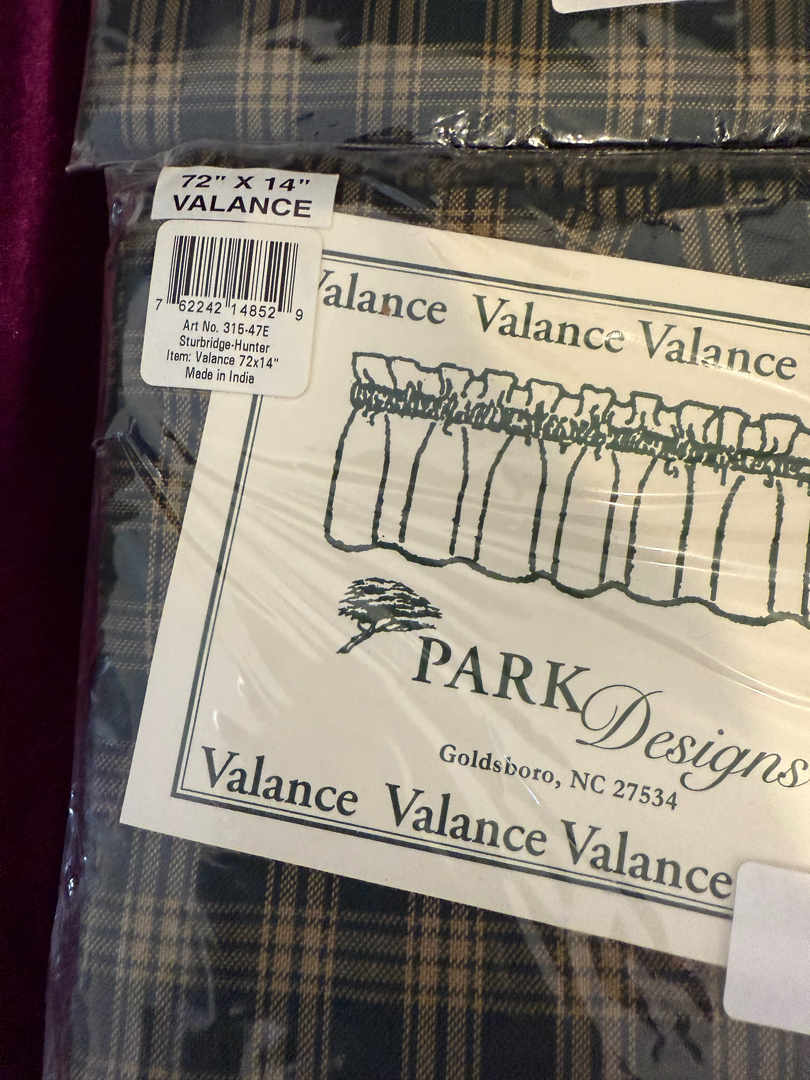 72" X 14"
VALANCE
7 62242 14852 9
Art No. 315-47E
Sturbridge-Hunter
Item: Valance 72x14"
Made in India
Valance Valance Valance
PARK Designs
Goldsboro, NC 27534
Valance Valance Valance